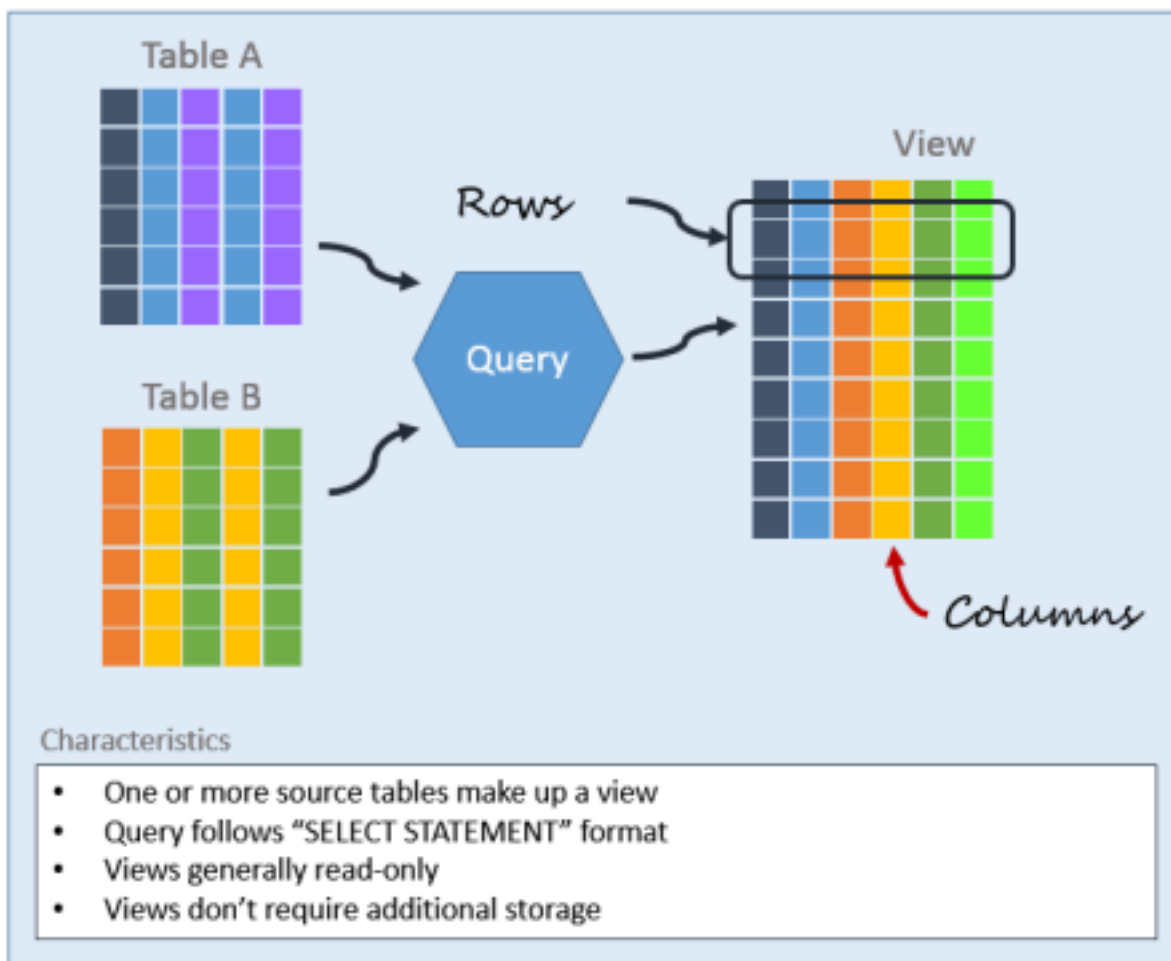 Table A
View
Rows
Query
Table B
Columns
Characteristics
• One or more source tables make up a view
• Query follows “SELECT STATEMENT” format
• Views generally read-only
• Views don’t require additional storage